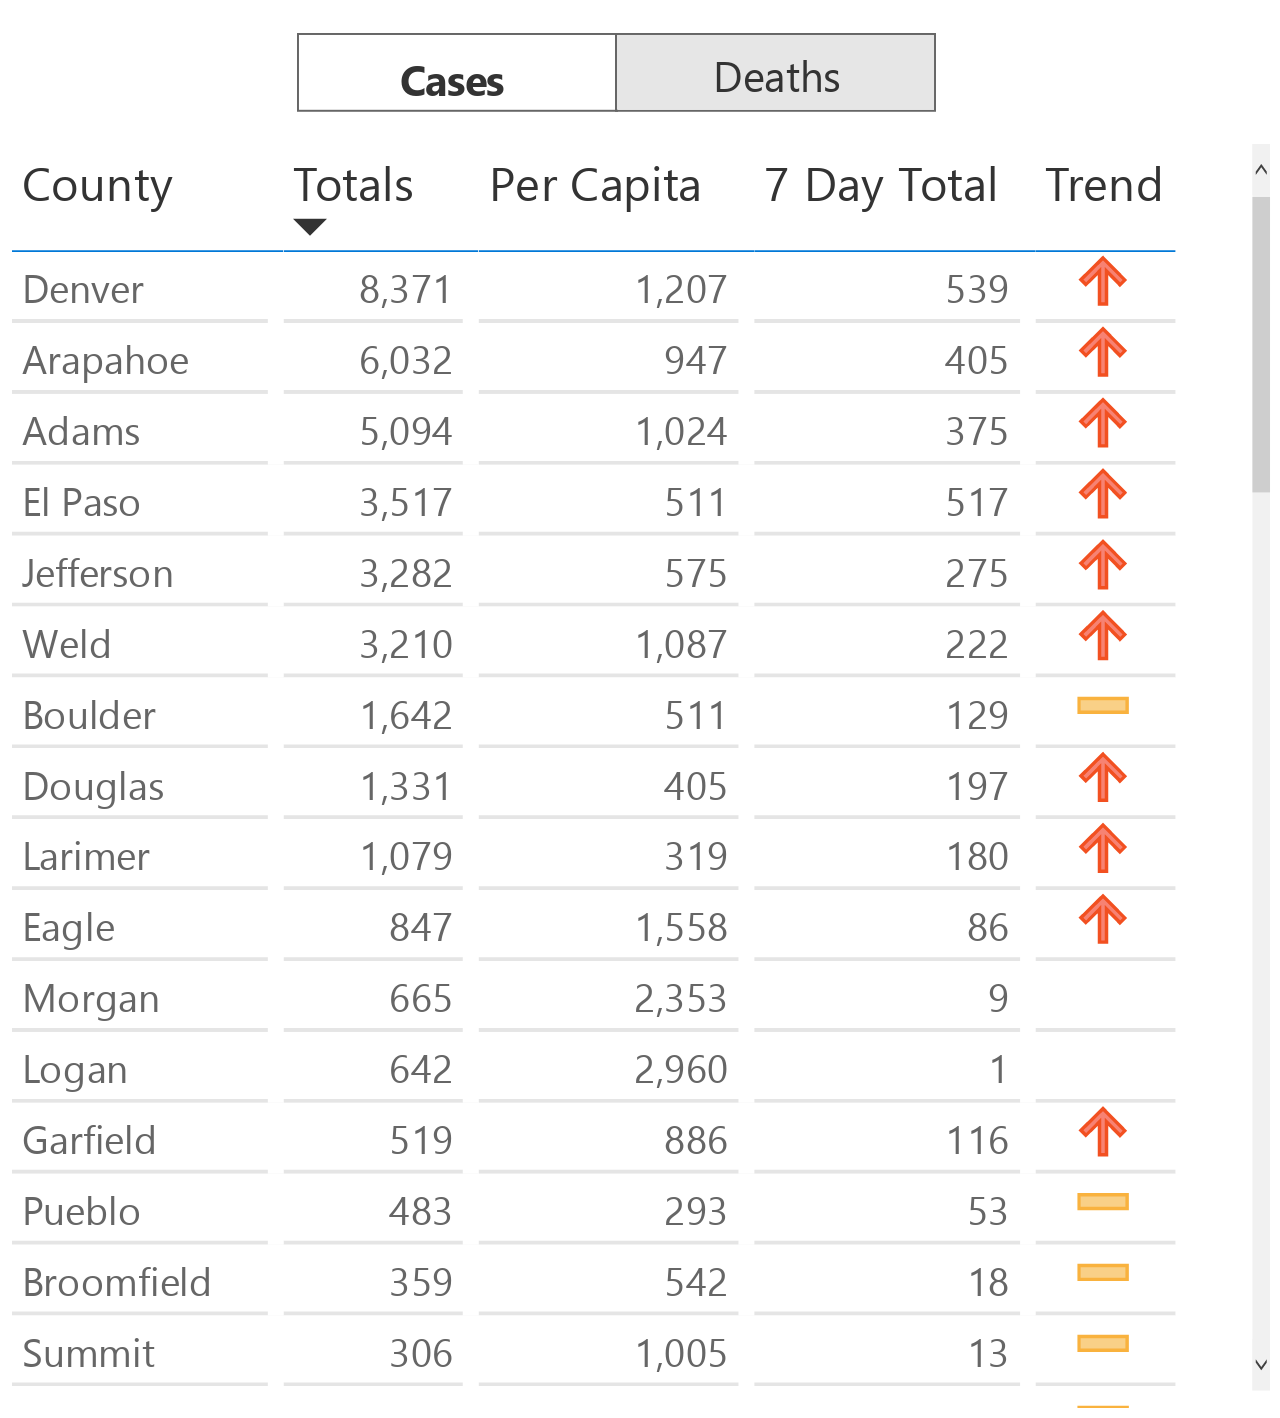 Cases Deaths
County Totals Per Capita 7 Day Total Trend
Denver 8,371 1,207 539
Arapahoe 6,032 947 405
Adams 5,094 1,024 375
El Paso 3,517 511 517
Jefferson 3,282 575 275
Weld 3,210 1,087 222
Boulder 1,642 511 129
Douglas 1,331 405 197
Larimer 1,079 319 180
Eagle 847 1,558 86
Morgan 665 2,353 9
Logan 642 2,960 1
Garfield 519 886 116
Pueblo 483 293 53
Broomfield 359 542 18
Summit 306 1,005 13